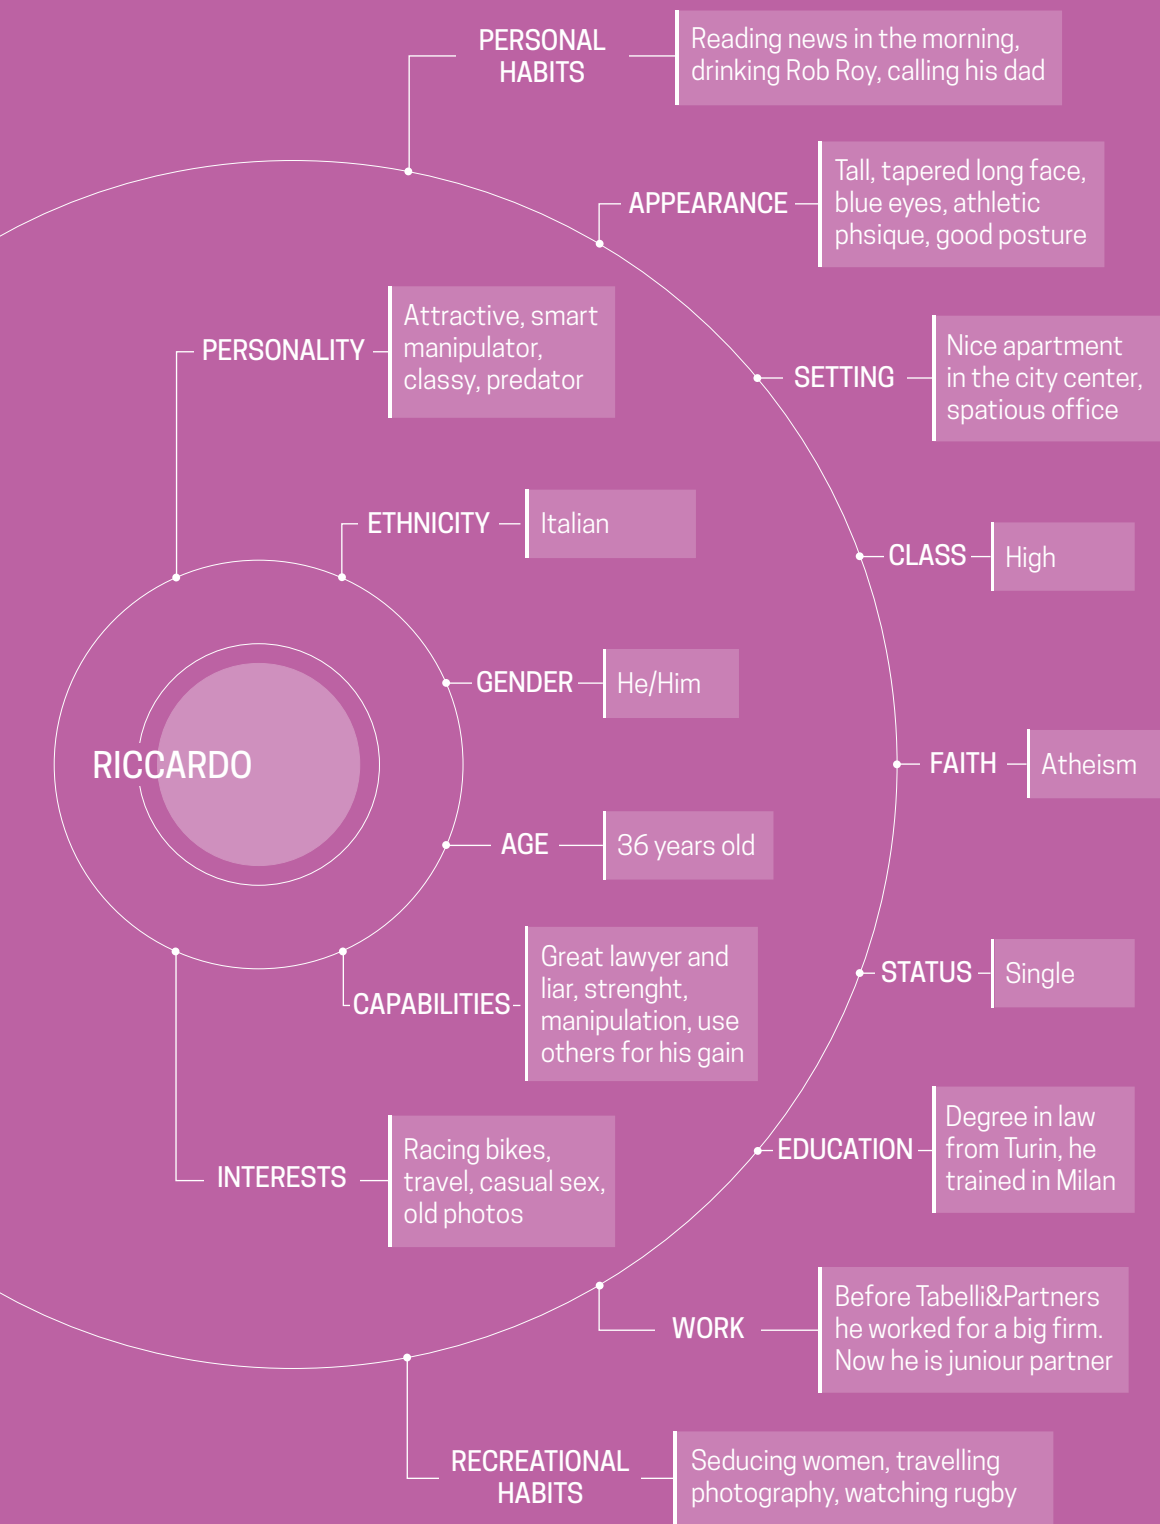 PERSONAL
HABITS
Reading news in the morning,
drinking Rob Roy, calling his dad
APPEARANCE
Tall, tapered long face,
blue eyes, athletic
phsique, good posture
PERSONALITY
Attractive, smart
manipulator,
classy, predator
SETTING
Nice apartment
in the city center,
spatious office
ETHNICITY
Italian
CLASS
High
GENDER
He/Him
RICCARDO
FAITH
Atheism
AGE
36 years old
CAPABILITIES
Great lawyer and
liar, strenght,
manipulation, use
others for his gain
STATUS
Single
EDUCATION
Degree in law
from Turin, he
trained in Milan
INTERESTS
Racing bikes,
travel, casual sex,
old photos
WORK
Before Tabelli&Partners
he worked for a big firm.
Now he is juniour partner
RECREATIONAL
HABITS
Seducing women, travelling
photography, watching rugby